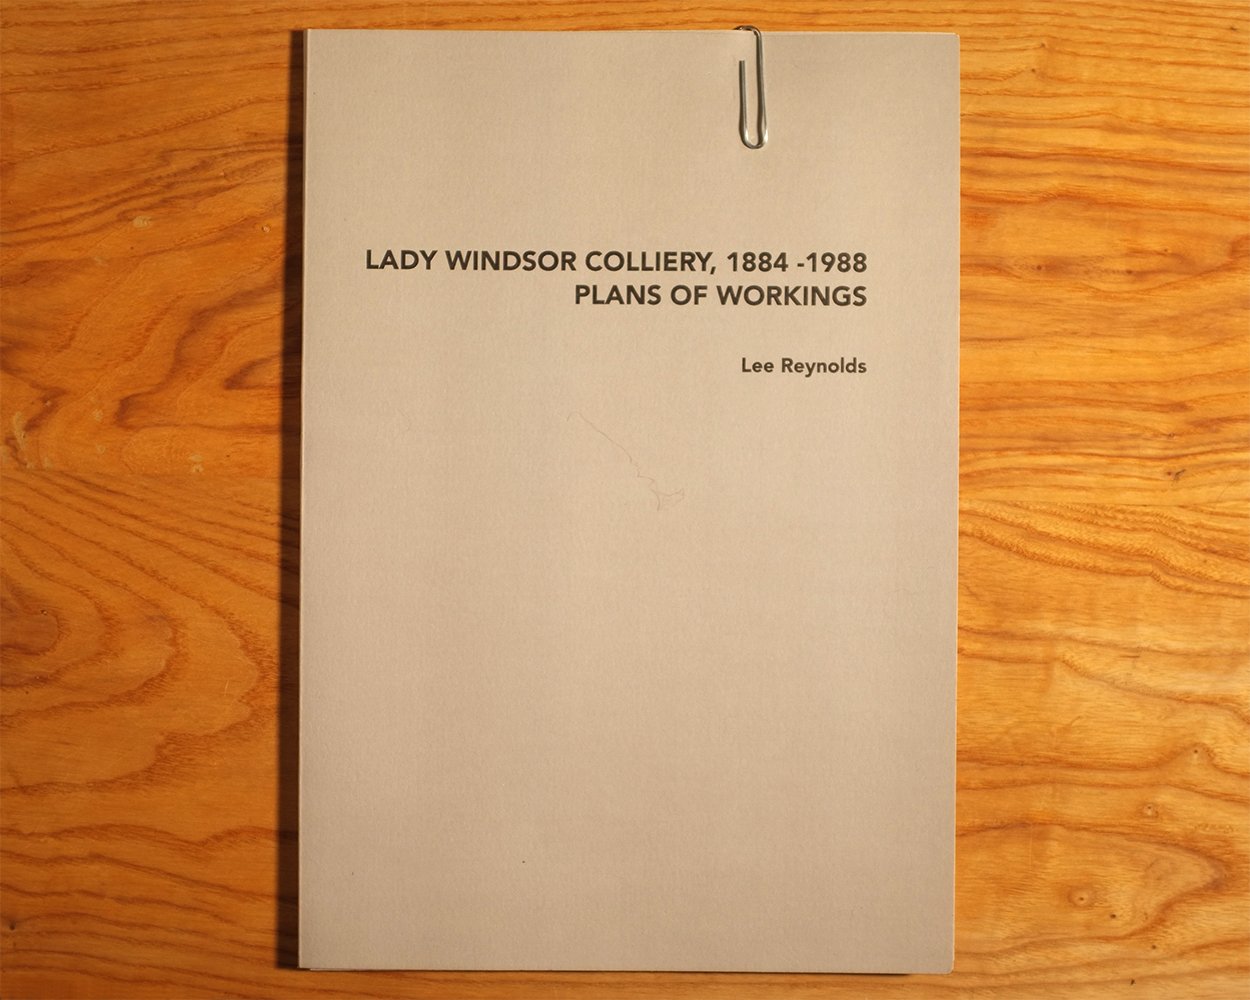 LADY WINDSOR COLLIERY, 1884 -1988
PLANS OF WORKINGS
Lee Reynolds